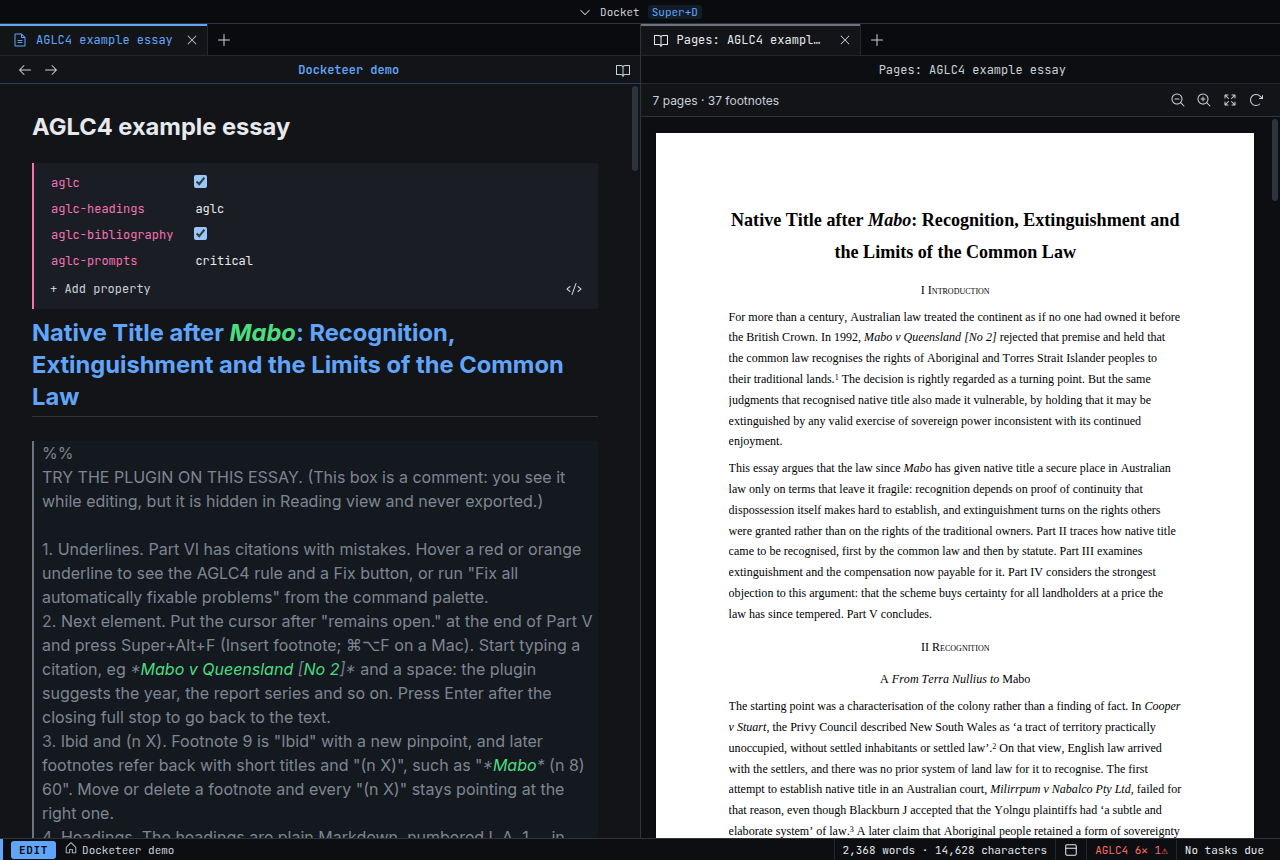 Docket Super+D
AGLC4 example essay
Pages: AGLC4 exampl…
Docketeer demo
Pages: AGLC4 example essay
7 pages · 37 footnotes
AGLC4 example essay
aglc
aglc-headings aglc
aglc-bibliography
aglc-prompts critical
+ Add property
Native Title after Mabo: Recognition,
Extinguishment and the Limits of the Common
Law
%%
TRY THE PLUGIN ON THIS ESSAY. (This box is a comment: you see it
while editing, but it is hidden in Reading view and never exported.)
1. Underlines. Part VI has citations with mistakes. Hover a red or orange
underline to see the AGLC4 rule and a Fix button, or run "Fix all
automatically fixable problems" from the command palette.
2. Next element. Put the cursor after "remains open." at the end of Part V
and press Super+Alt+F (Insert footnote; ⌘⌥F on a Mac). Start typing a
citation, eg *Mabo v Queensland [No 2]* and a space: the plugin
suggests the year, the report series and so on. Press Enter after the
closing full stop to go back to the text.
3. Ibid and (n X). Footnote 9 is "Ibid" with a new pinpoint, and later
footnotes refer back with short titles and "(n X)", such as "*Mabo* (n 8)
60". Move or delete a footnote and every "(n X)" stays pointing at the
right one.
4. Headings. The headings are plain Markdown, numbered I, A, 1 … in
Native Title after Mabo: Recognition, Extinguishment and
the Limits of the Common Law
I Introduction
For more than a century, Australian law treated the continent as if no one had owned it before
the British Crown. In 1992, Mabo v Queensland [No 2] rejected that premise and held that
the common law recognises the rights of Aboriginal and Torres Strait Islander peoples to
their traditional lands.1 The decision is rightly regarded as a turning point. But the same
judgments that recognised native title also made it vulnerable, by holding that it may be
extinguished by any valid exercise of sovereign power inconsistent with its continued
enjoyment.
This essay argues that the law since Mabo has given native title a secure place in Australian
law only on terms that leave it fragile: recognition depends on proof of continuity that
dispossession itself makes hard to establish, and extinguishment turns on the rights others
were granted rather than on the rights of the traditional owners. Part II traces how native title
came to be recognised, first by the common law and then by statute. Part III examines
extinguishment and the compensation now payable for it. Part IV considers the strongest
objection to this argument: that the scheme buys certainty for all landholders at a price the
law has since tempered. Part V concludes.
II Recognition
A From Terra Nullius to Mabo
The starting point was a characterisation of the colony rather than a finding of fact. In Cooper
v Stuart, the Privy Council described New South Wales as ‘a tract of territory practically
unoccupied, without settled inhabitants or settled law’.2 On that view, English law arrived
with the settlers, and there was no prior system of land law for it to recognise. The first
attempt to establish native title in an Australian court, Milirrpum v Nabalco Pty Ltd, failed for
that reason, even though Blackburn J accepted that the Yolngu plaintiffs had ‘a subtle and
elaborate system’ of law.3 A later claim that Aboriginal people retained a form of sovereignty
EDIT Docketeer demo
2,368 words · 14,628 characters
AGLC4 6× 1⚠
No tasks due